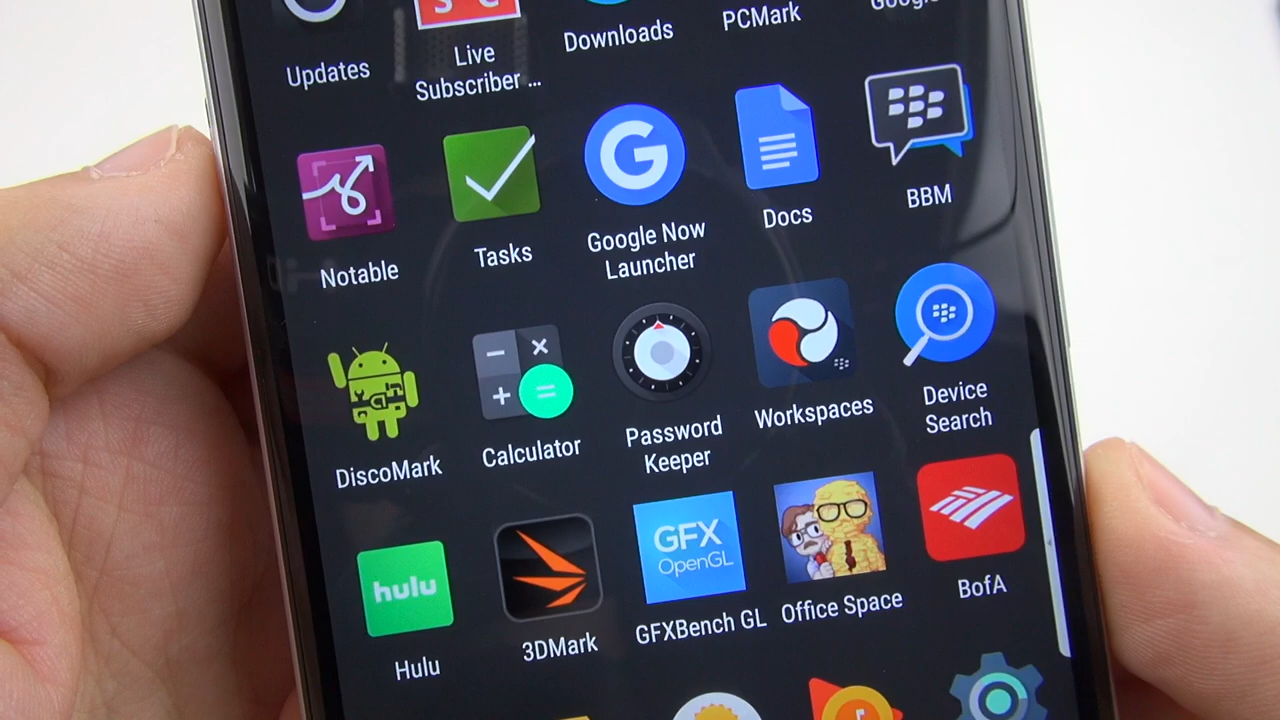 S C
Updates
Live
Subscriber ...
Downloads
PCMark
Google
Notable
Tasks
G
Google Now
Launcher
Docs
BBM
DiscoMark
Calculator
Password
Keeper
Workspaces
Device
Search
hulu
Hulu
3DMark
GFX
OpenGL
GFXBench GL
Office Space
BofA